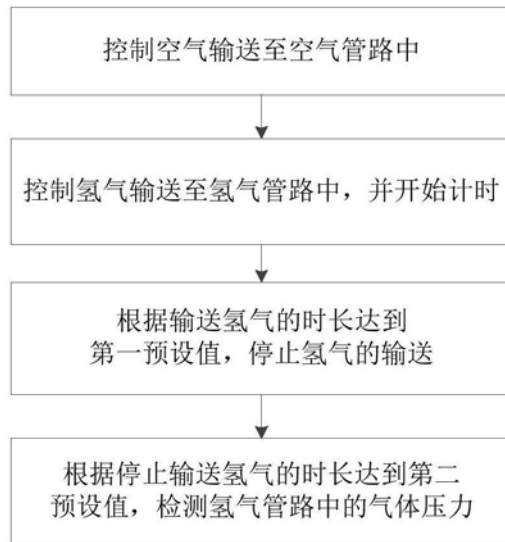 控制空气输送至空气管路中
控制氢气输送至氢气管路中，并开始计时
根据输送氢气的时长达到
第一预设值，停止氢气的输送
根据停止输送氢气的时长达到第二
预设值，检测氢气管路中的气体压力